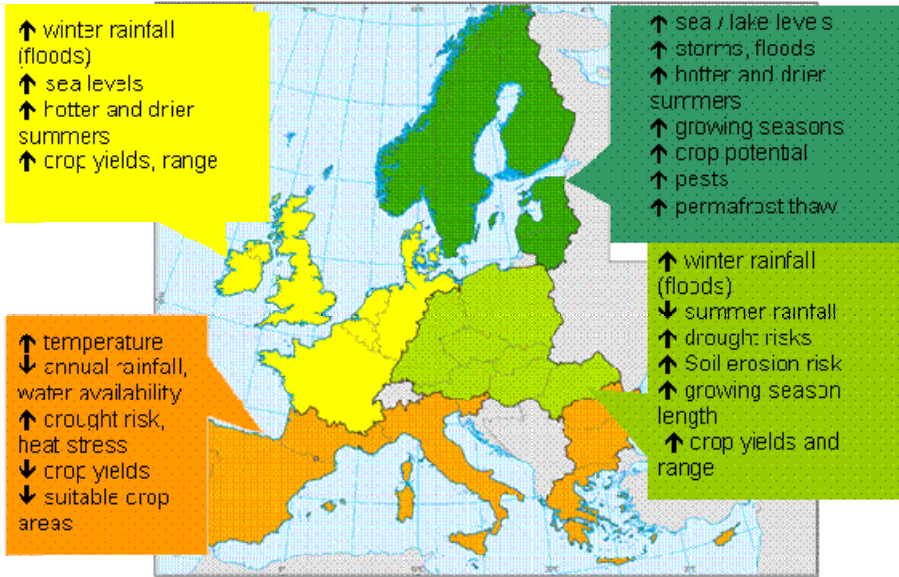 ↑ winter rainfall
(floods)
↑ sea levels
↑ hotter and drier
summers
↑ crop yields, range
↑ sea / lake levels
↑ storms, floods
↑ hotter and drier
summers
↑ growing seasons
↑ crop potential
↑ pests
↑ permafrost thaw
↑ winter rainfall
(floods)
↓ summer rainfall
↑ drought risks
↑ Soil erosion risk
↑ growing season
length
↑ crop yields and
range
↑ temperature
↓ annual rainfall,
water availability
↑ drought risk,
heat stress
↓ crop yields
↓ suitable crop
areas